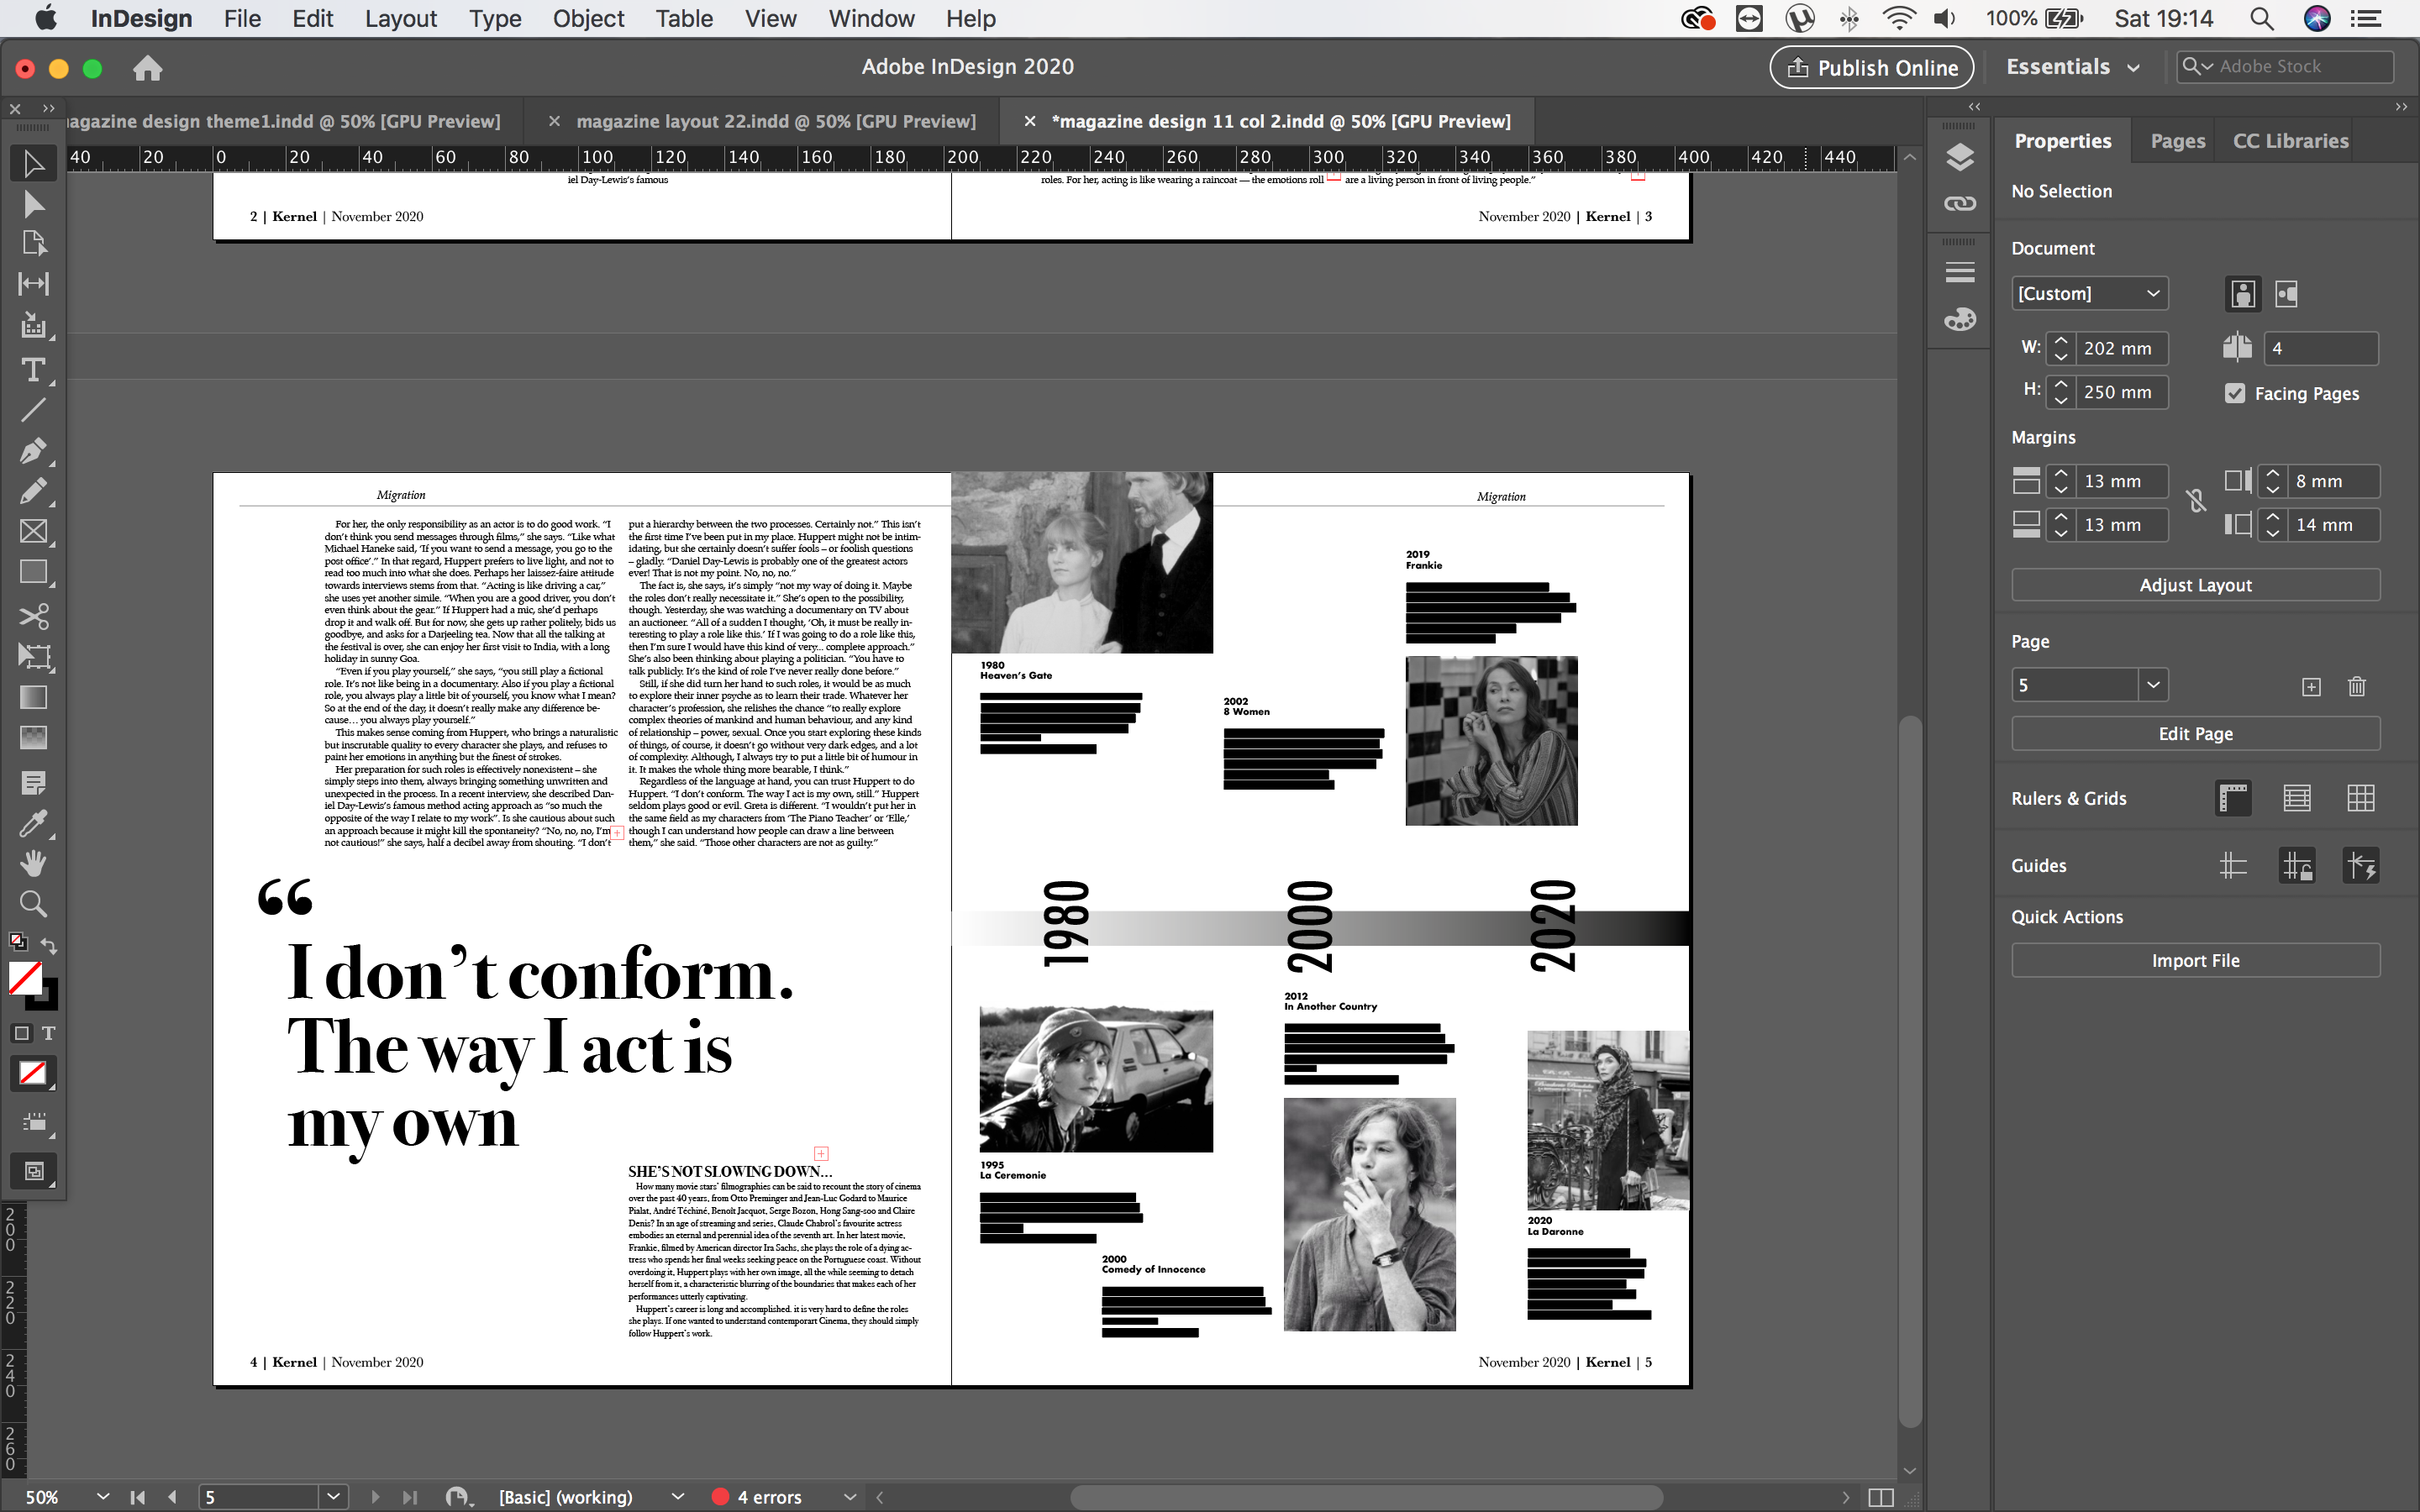 InDesign File Edit Layout Type Object Table View Window Help 100% Sat 19:14
Adobe InDesign 2020 Publish Online Essentials Adobe Stock
agazine design theme1.indd @ 50% [GPU Preview] × magazine layout 22.indd @ 50% [GPU Preview] × *magazine design 11 col 2.indd @ 50% [GPU Preview]
40 20 0 20 40 60 80 100 120 140 160 180 200 220 240 260 280 300 320 340 360 380 400 420 440
iel Day-Lewis's famous
roles. For her, acting is like wearing a raincoat — the emotions roll
are a living person in front of living people."
2 | Kernel | November 2020
November 2020 | Kernel | 3
Migration
For her, the only responsibility as an actor is to do good work. "I
don't think you send messages through films," she says. "Like what
Michael Haneke said, 'If you want to send a message, you go to the
post office'." In that regard, Huppert prefers to live light, and not to
read too much into what she does. Perhaps her laissez-faire attitude
towards interviews stems from that. "Acting is like driving a car,"
she uses yet another simile. "When you are a good driver, you don't
even think about the gear." If Huppert had a mic, she'd perhaps
drop it and walk off. But for now, she gets up rather politely, bids us
goodbye, and asks for a Darjeeling tea. Now that all the talking at
the festival is over, she can enjoy her first visit to India, with a long
holiday in sunny Goa.
"Even if you play yourself," she says, "you still play a fictional
role. It's not like being in a documentary. Also if you play a fictional
role, you always play a little bit of yourself, you know what I mean?
So at the end of the day, it doesn't really make any difference be-
cause… you always play yourself."
This makes sense coming from Huppert, who brings a naturalistic
but inscrutable quality to every character she plays, and refuses to
paint her emotions in anything but the finest of strokes.
Her preparation for such roles is effectively nonexistent – she
simply steps into them, always bringing something unwritten and
unexpected in the process. In a recent interview, she described Dan-
iel Day-Lewis's famous method acting approach as "so much the
opposite of the way I relate to my work". Is she cautious about such
an approach because it might kill the spontaneity? "No, no, no, I'm
not cautious!" she says, half a decibel away from shouting. "I don't
put a hierarchy between the two processes. Certainly not." This isn't
the first time I've been put in my place. Huppert might not be intim-
idating, but she certainly doesn't suffer fools – or foolish questions
– gladly. "Daniel Day-Lewis is probably one of the greatest actors
ever! That is not my point. No, no, no."
The fact is, she says, it's simply "not my way of doing it. Maybe
the roles don't really necessitate it." She's open to the possibility,
though. Yesterday, she was watching a documentary on TV about
an auctioneer. "All of a sudden I thought, 'Oh, it must be really in-
teresting to play a role like this.' If I was going to do a role like this,
then I'm sure I would have this kind of very... complete approach."
She's also been thinking about playing a politician. "You have to
talk publicly. It's the kind of role I've never really done before."
Still, if she did turn her hand to such roles, it would be as much
to explore their inner psyche as to learn their trade. Whatever her
character's profession, she relishes the chance "to really explore
complex theories of mankind and human behaviour, and any kind
of relationship – power, sexual. Once you start exploring these kinds
of things, of course, it doesn't go without very dark edges, and a lot
of complexity. Although, I always try to put a little bit of humour in
it. It makes the whole thing more bearable, I think."
Regardless of the language at hand, you can trust Huppert to do
Huppert. "I don't conform. The way I act is my own, still." Huppert
seldom plays good or evil. Greta is different. "I wouldn't put her in
the same field as my characters from 'The Piano Teacher' or 'Elle,'
though I can understand how people can draw a line between
them," she said. "Those other characters are not as guilty."
“
I don't conform.
The way I act is
my own
SHE'S NOT SLOWING DOWN...
How many movie stars' filmographies can be said to recount the story of cinema
over the past 40 years, from Otto Preminger and Jean-Luc Godard to Maurice
Pialat, André Téchiné, Benoît Jacquot, Serge Bozon, Hong Sang-soo and Claire
Denis? In an age of streaming and series, Claude Chabrol's favourite actress
embodies an eternal and perennial idea of the seventh art. In her latest movie,
Frankie, filmed by American director Ira Sachs, she plays the role of a dying ac-
tress who spends her final weeks seeking peace on the Portuguese coast. Without
overdoing it, Huppert plays with her own image, all the while seeming to detach
herself from it, a characteristic blurring of the boundaries that makes each of her
performances utterly captivating.
Huppert's career is long and accomplished. it is very hard to define the roles
she plays. If one wanted to understand contemporart Cinema, they should simply
follow Huppert's work.
4 | Kernel | November 2020
Migration
1980
Heaven's Gate
2002
8 Women
2019
Frankie
1980
2000
2020
1995
La Ceremonie
2000
Comedy of Innocence
2012
In Another Country
2020
La Daronne
November 2020 | Kernel | 5
Properties Pages CC Libraries
No Selection
Document
[Custom]
W: 202 mm 4
H: 250 mm Facing Pages
Margins
13 mm 8 mm
13 mm 14 mm
Adjust Layout
Page
5
Edit Page
Rulers & Grids
Guides
Quick Actions
Import File
200
220
240
260
50% 5 [Basic] (working) 4 errors